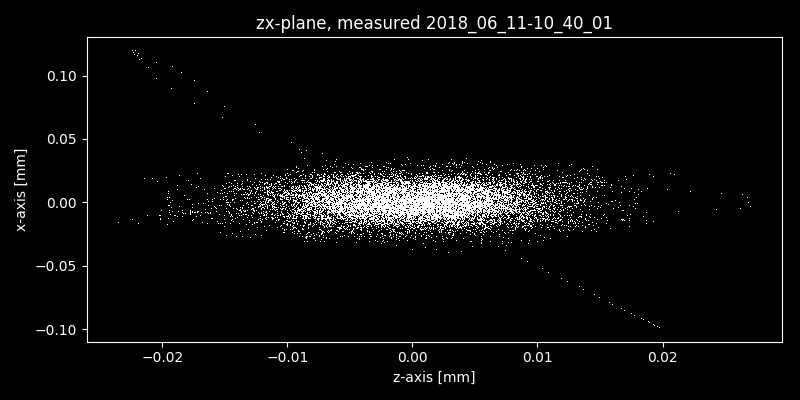 zx-plane, measured 2018_06_11-10_40_01
0.10
0.05
0.00
−0.05
−0.10
x-axis [mm]
−0.02 −0.01 0.00 0.01 0.02
z-axis [mm]